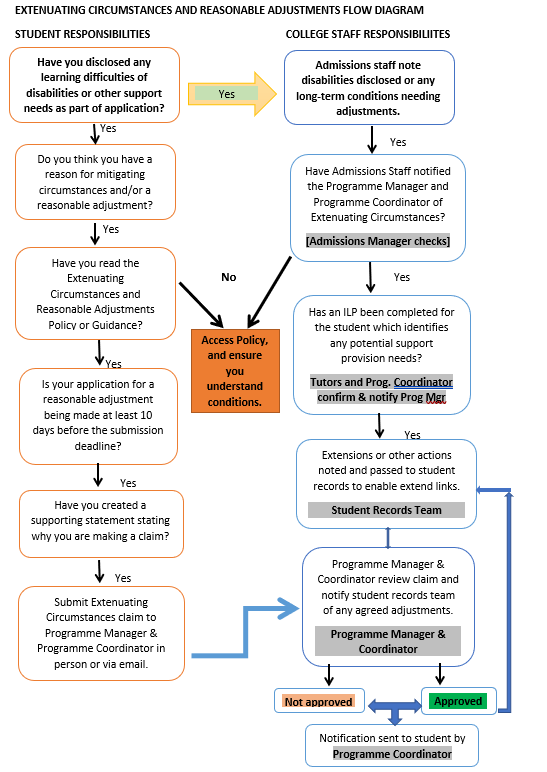 EXTENUATING CIRCUMSTANCES AND REASONABLE ADJUSTMENTS FLOW DIAGRAM
STUDENT RESPONSIBILITIES
COLLEGE STAFF RESPONSIBILIITES
Have you disclosed any
learning difficulties of
disabilities or other support
needs as part of application?
Yes
Admissions staff note
disabilities disclosed or any
long-term conditions needing
adjustments.
Yes
Yes
Do you think you have a
reason for mitigating
circumstances and/or a
reasonable adjustment?
Have Admissions Staff notified
the Programme Manager and
Programme Coordinator of
Extenuating Circumstances?
[Admissions Manager checks]
Yes
Have you read the
Extenuating
Circumstances and
Reasonable Adjustments
Policy or Guidance?
No
Yes
Access Policy,
and ensure
you
understand
conditions.
Has an ILP been completed for
the student which identifies
any potential support
provision needs?
Tutors and Prog. Coordinator
confirm & notify Prog Mgr
Yes
Is your application for a
reasonable adjustment
being made at least 10
days before the submission
deadline?
Yes
Extensions or other actions
noted and passed to student
records to enable extend links.
Student Records Team
Yes
Have you created a
supporting statement stating
why you are making a claim?
Yes
Programme Manager &
Coordinator review claim and
notify student records team
of any agreed adjustments.
Programme Manager &
Coordinator
Submit Extenuating
Circumstances claim to
Programme Manager &
Programme Coordinator in
person or via email.
Not approved
Approved
Notification sent to student by
Programme Coordinator